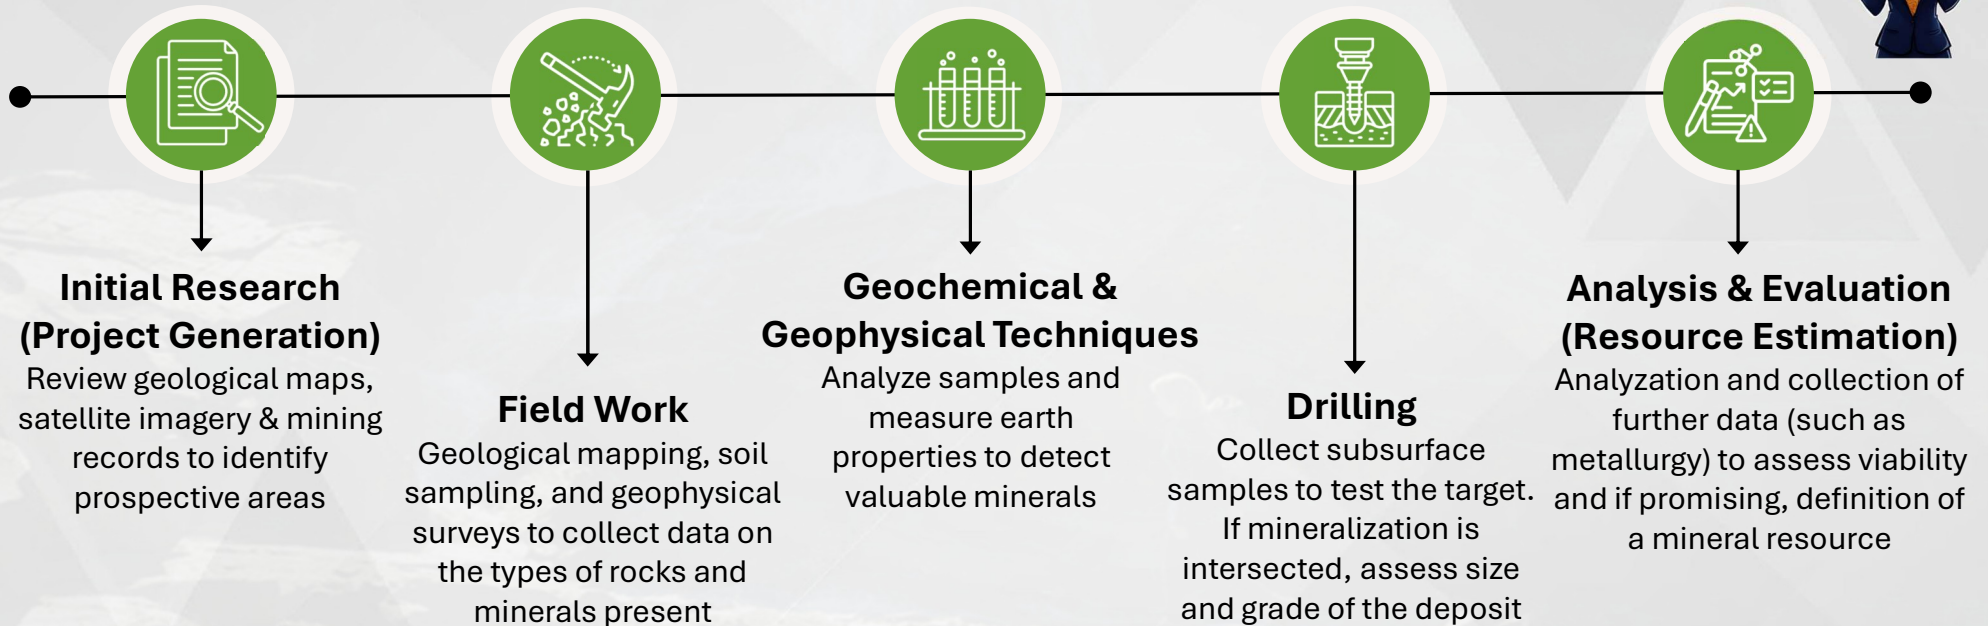 Initial Research
(Project Generation)
Review geological maps,
satellite imagery & mining
records to identify
prospective areas
Field Work
Geological mapping, soil
sampling, and geophysical
surveys to collect data on
the types of rocks and
minerals present
Geochemical &
Geophysical Techniques
Analyze samples and
measure earth
properties to detect
valuable minerals
Drilling
Collect subsurface
samples to test the target.
If mineralization is
intersected, assess size
and grade of the deposit
Analysis & Evaluation
(Resource Estimation)
Analyzation and collection of
further data (such as
metallurgy) to assess viability
and if promising, definition of
a mineral resource